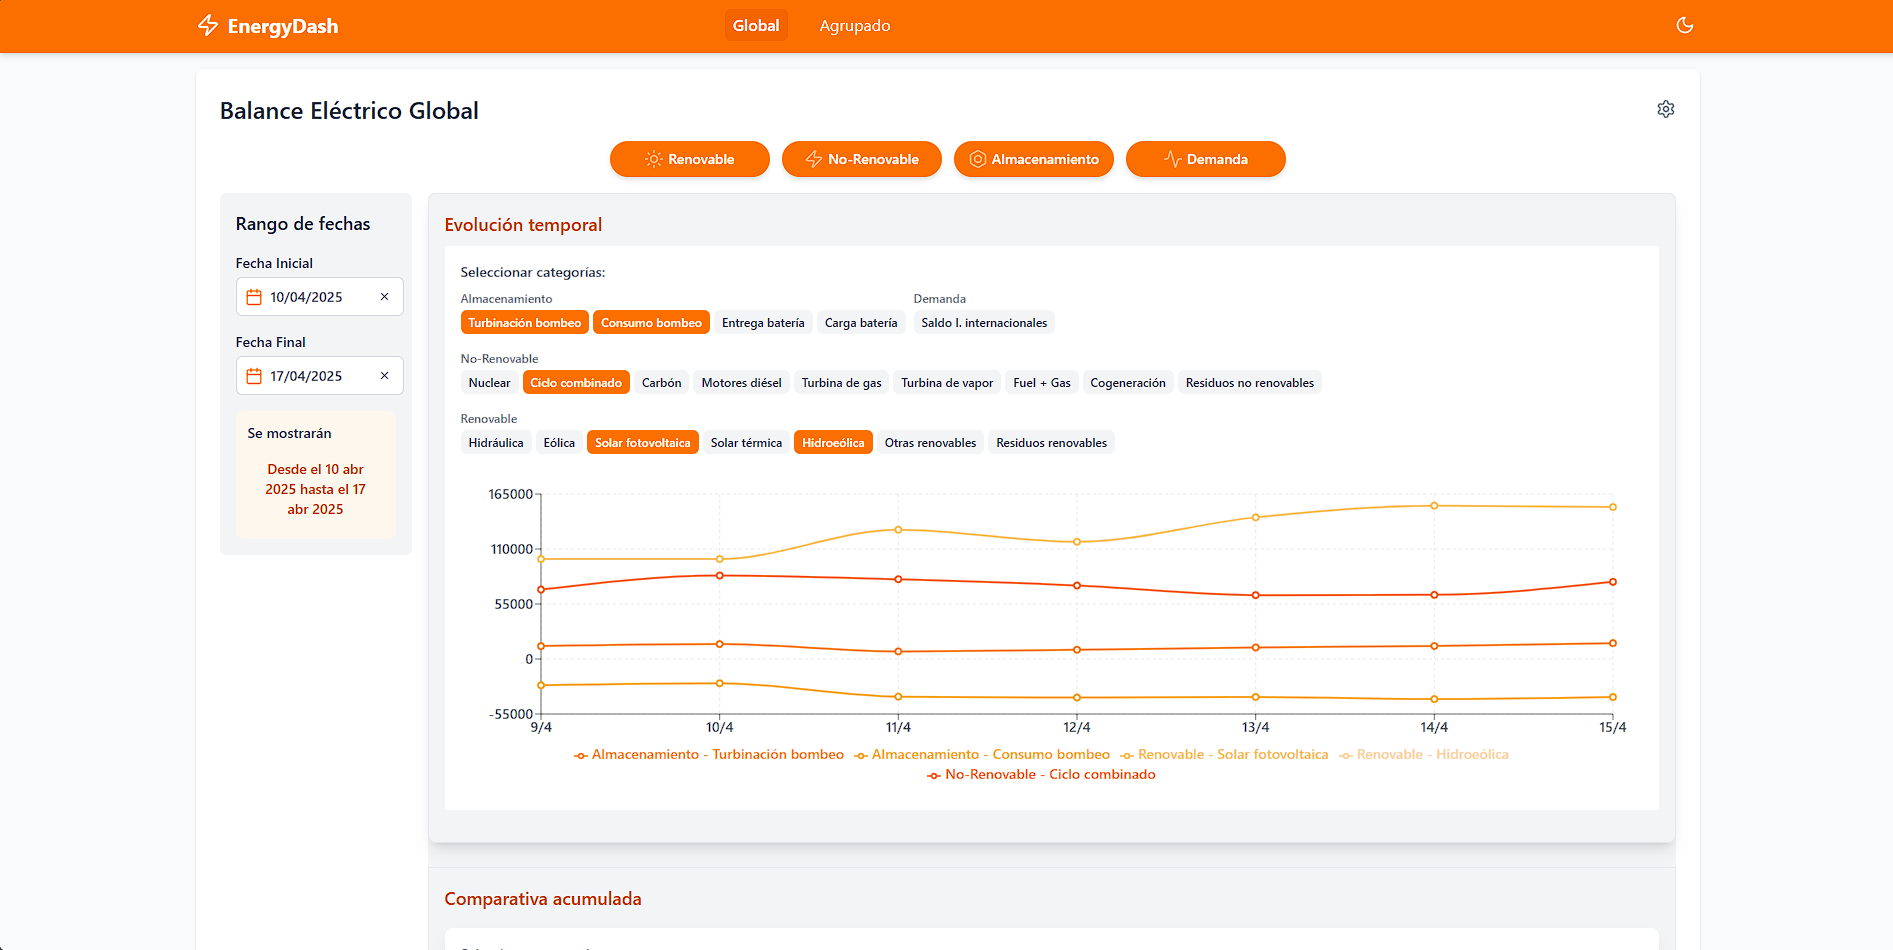 EnergyDash
Global
Agrupado
Balance Eléctrico Global
Renovable
No-Renovable
Almacenamiento
Demanda
Rango de fechas
Fecha Inicial
10/04/2025
Fecha Final
17/04/2025
Se mostrarán
Desde el 10 abr
2025 hasta el 17
abr 2025
Evolución temporal
Seleccionar categorías:
Almacenamiento
Turbinación bombeo
Consumo bombeo
Entrega batería
Carga batería
Demanda
Saldo I. internacionales
No-Renovable
Nuclear
Ciclo combinado
Carbón
Motores diésel
Turbina de gas
Turbina de vapor
Fuel + Gas
Cogeneración
Residuos no renovables
Renovable
Hidráulica
Eólica
Solar fotovoltaica
Solar térmica
Hidroeólica
Otras renovables
Residuos renovables
165000
110000
55000
0
-55000
9/4
10/4
11/4
12/4
13/4
14/4
15/4
Almacenamiento - Turbinación bombeo
Almacenamiento - Consumo bombeo
Renovable - Solar fotovoltaica
Renovable - Hidroeólica
No-Renovable - Ciclo combinado
Comparativa acumulada